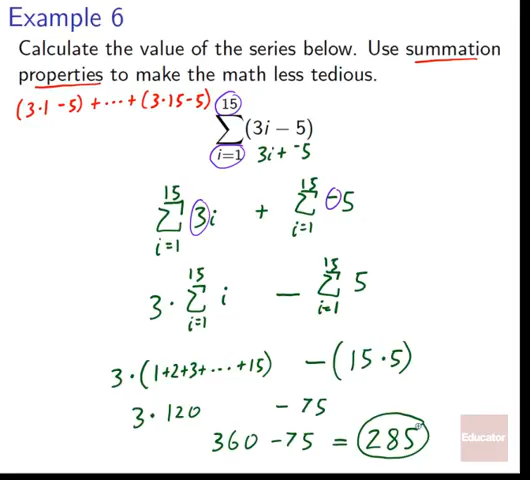 Example 6
Calculate the value of the series below. Use summation
properties to make the math less tedious.
(3·1-5)+···+(3·15-5)
15
∑(3i − 5)
i=1
3i+ -5
15 15
∑ 3i + ∑ -5
i=1 i=1
15 15
3· ∑ i − ∑ 5
i=1 i=1
3·(1+2+3+···+15) −(15·5)
3·120 - 75
360 -75 = 285
Educator